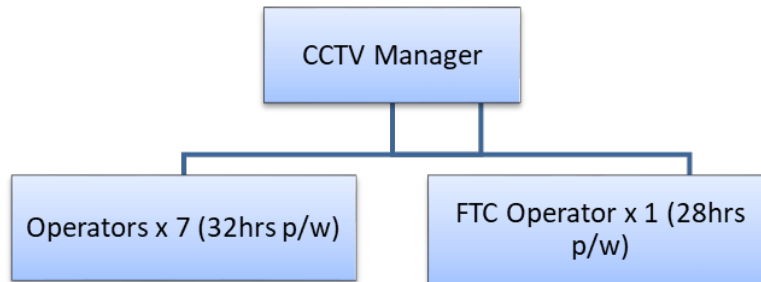 CCTV Manager
Operators x 7 (32hrs p/w)
FTC Operator x 1 (28hrs
p/w)